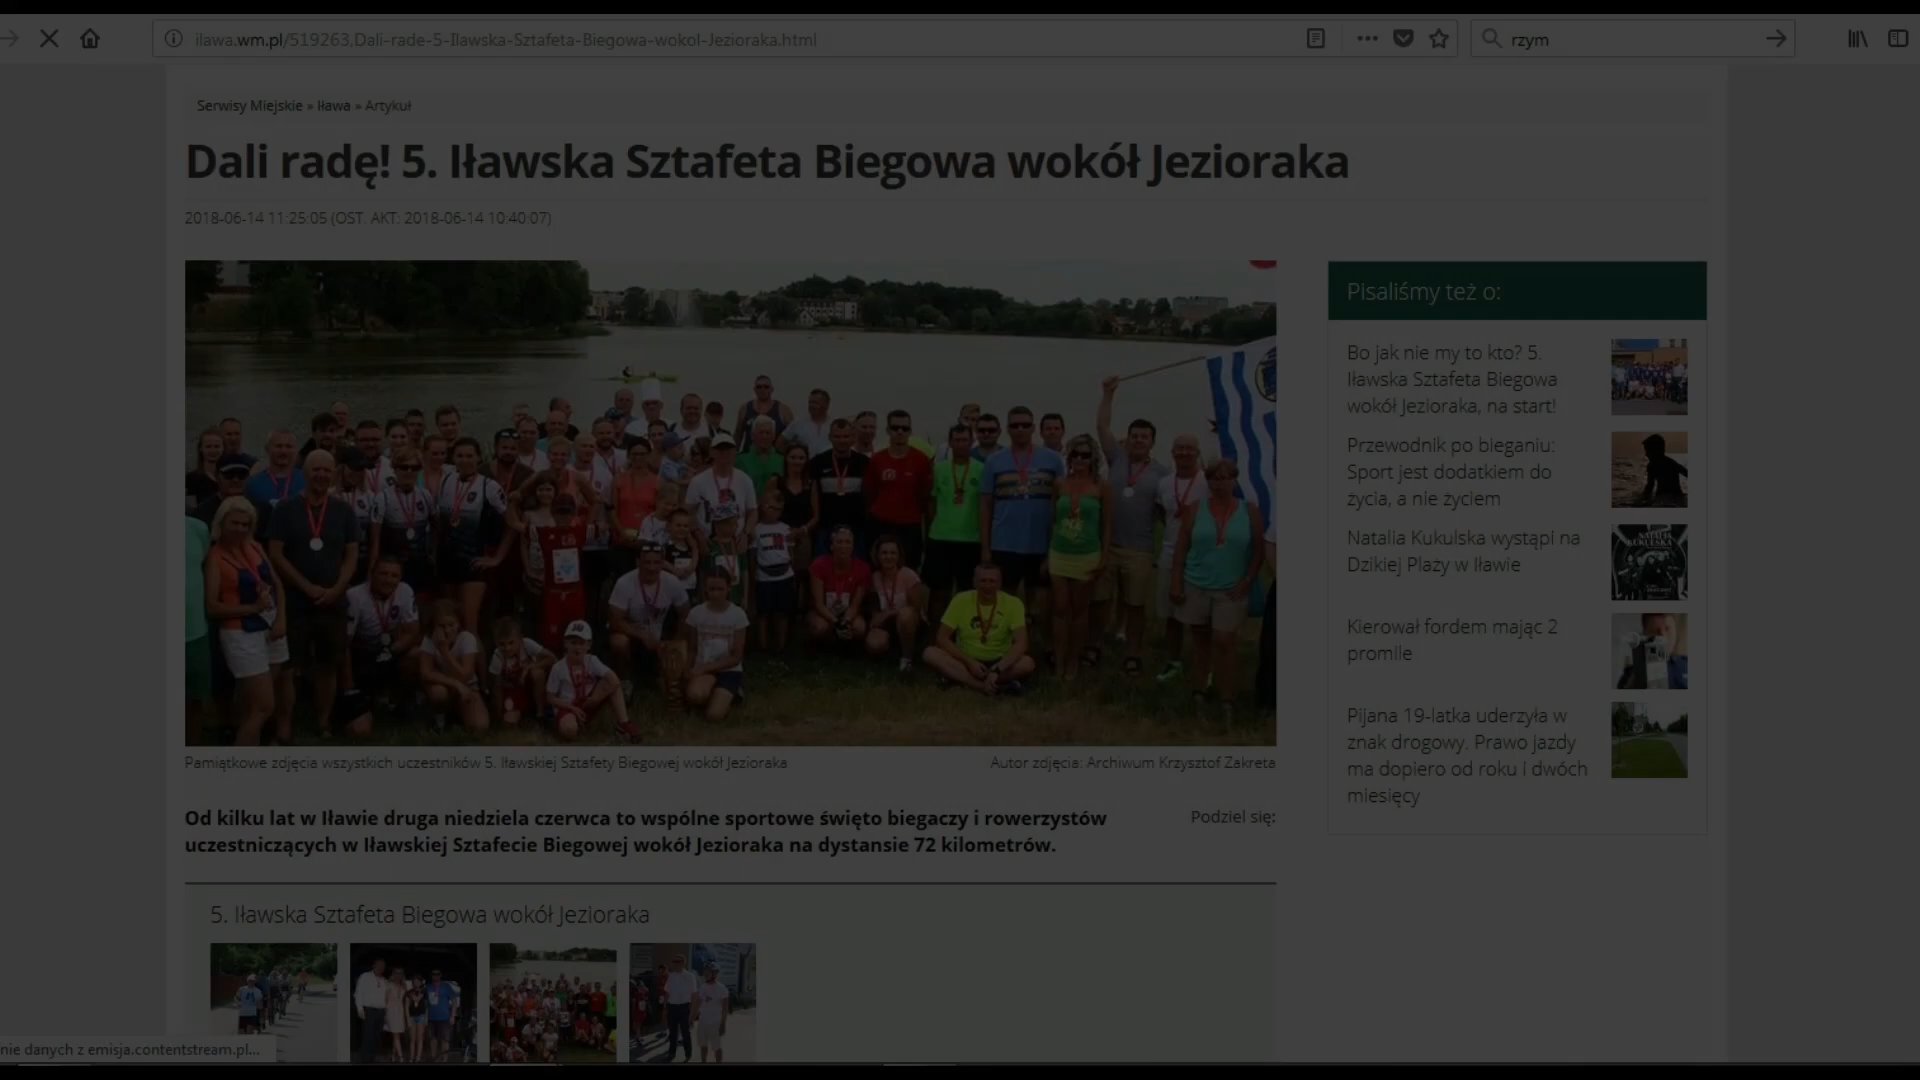 ilawa.wm.pl/519263,Dali-rade-5-Ilawska-Sztafeta-Biegowa-wokol-Jezioraka.html
rzym
Serwisy Miejskie » Iława » Artykuł
Dali radę! 5. Iławska Sztafeta Biegowa wokół Jezioraka
2018-06-14 11:25:05 (OST. AKT: 2018-06-14 10:40:07)
Pamiątkowe zdjęcia wszystkich uczestników 5. Iławskiej Sztafety Biegowej wokół Jezioraka
Autor zdjęcia: Archiwum Krzysztof Zakreta
Od kilku lat w Iławie druga niedziela czerwca to wspólne sportowe święto biegaczy i rowerzystów
uczestniczących w Iławskiej Sztafecie Biegowej wokół Jezioraka na dystansie 72 kilometrów.
Podziel się:
5. Iławska Sztafeta Biegowa wokół Jezioraka
Pisaliśmy też o:
Bo jak nie my to kto? 5.
Iławska Sztafeta Biegowa
wokół Jezioraka, na start!
Przewodnik po bieganiu:
Sport jest dodatkiem do
życia, a nie życiem
Natalia Kukulska wystąpi na
Dzikiej Plaży w Iławie
Kierował fordem mając 2
promile
Pijana 19-latka uderzyła w
znak drogowy. Prawo jazdy
ma dopiero od roku i dwóch
miesięcy
nie danych z emisja.contentstream.pl...